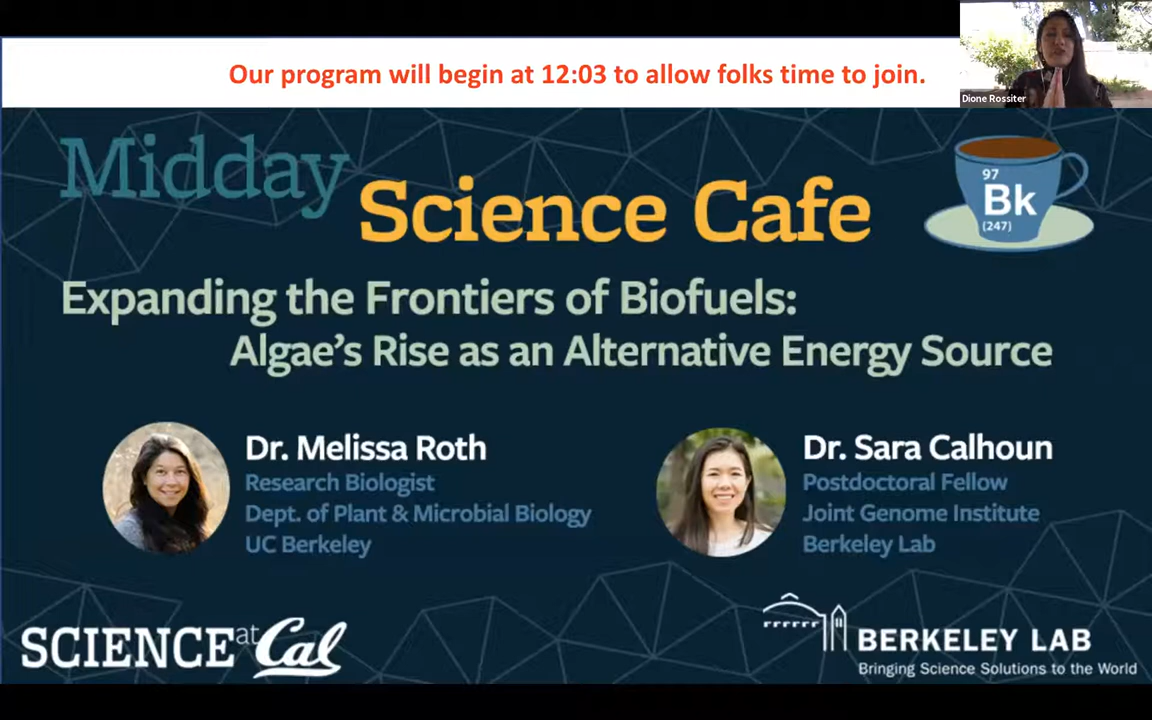 Our program will begin at 12:03 to allow folks time to join.
Dione Rossiter
Midday
Science Cafe
97
Bk
(247)
Expanding the Frontiers of Biofuels:
Algae's Rise as an Alternative Energy Source
Dr. Melissa Roth
Research Biologist
Dept. of Plant & Microbial Biology
UC Berkeley
Dr. Sara Calhoun
Postdoctoral Fellow
Joint Genome Institute
Berkeley Lab
SCIENCE at Cal
BERKELEY LAB
Bringing Science Solutions to the World